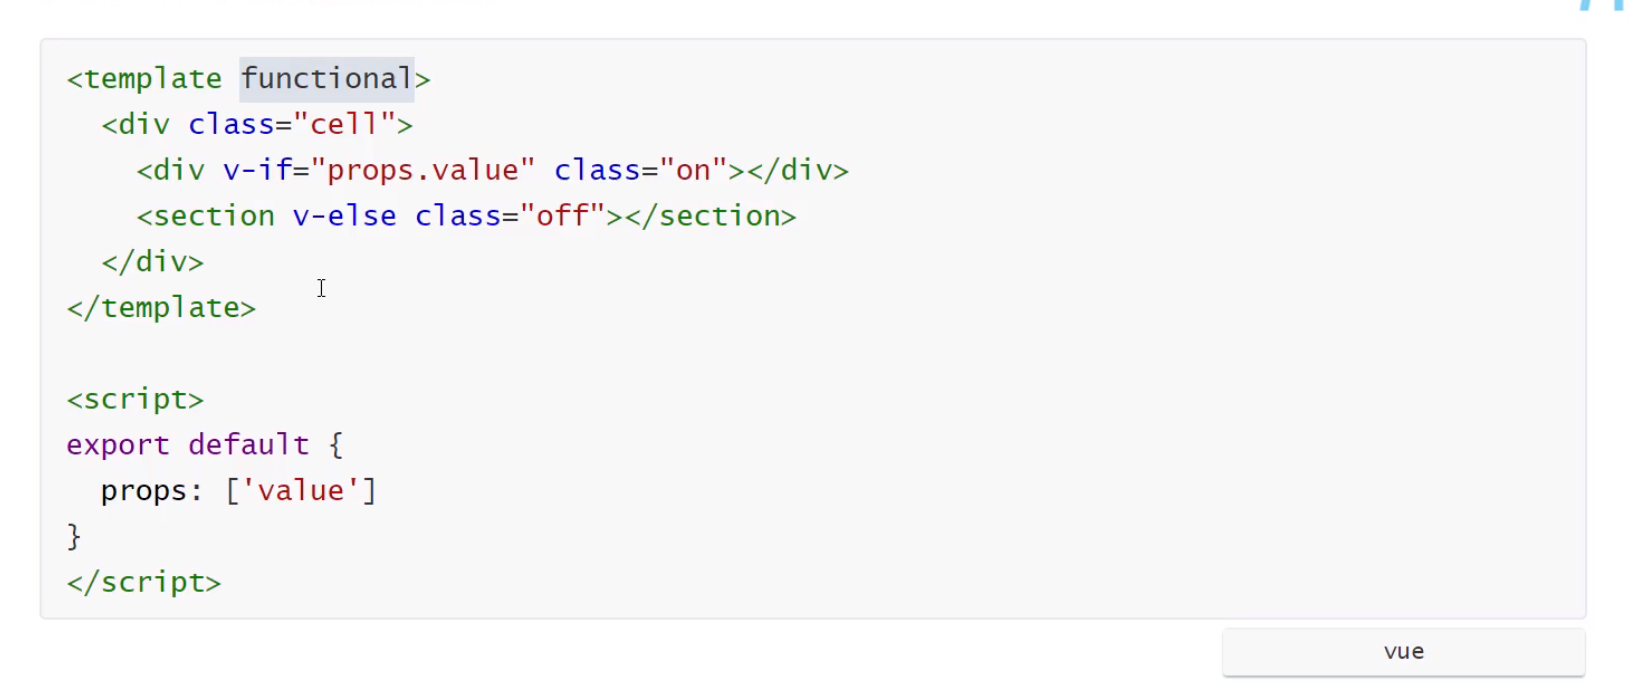 <template functional>
  <div class="cell">
    <div v-if="props.value" class="on"></div>
    <section v-else class="off"></section>
  </div>
</template>

<script>
export default {
  props: ['value']
}
</script>
vue